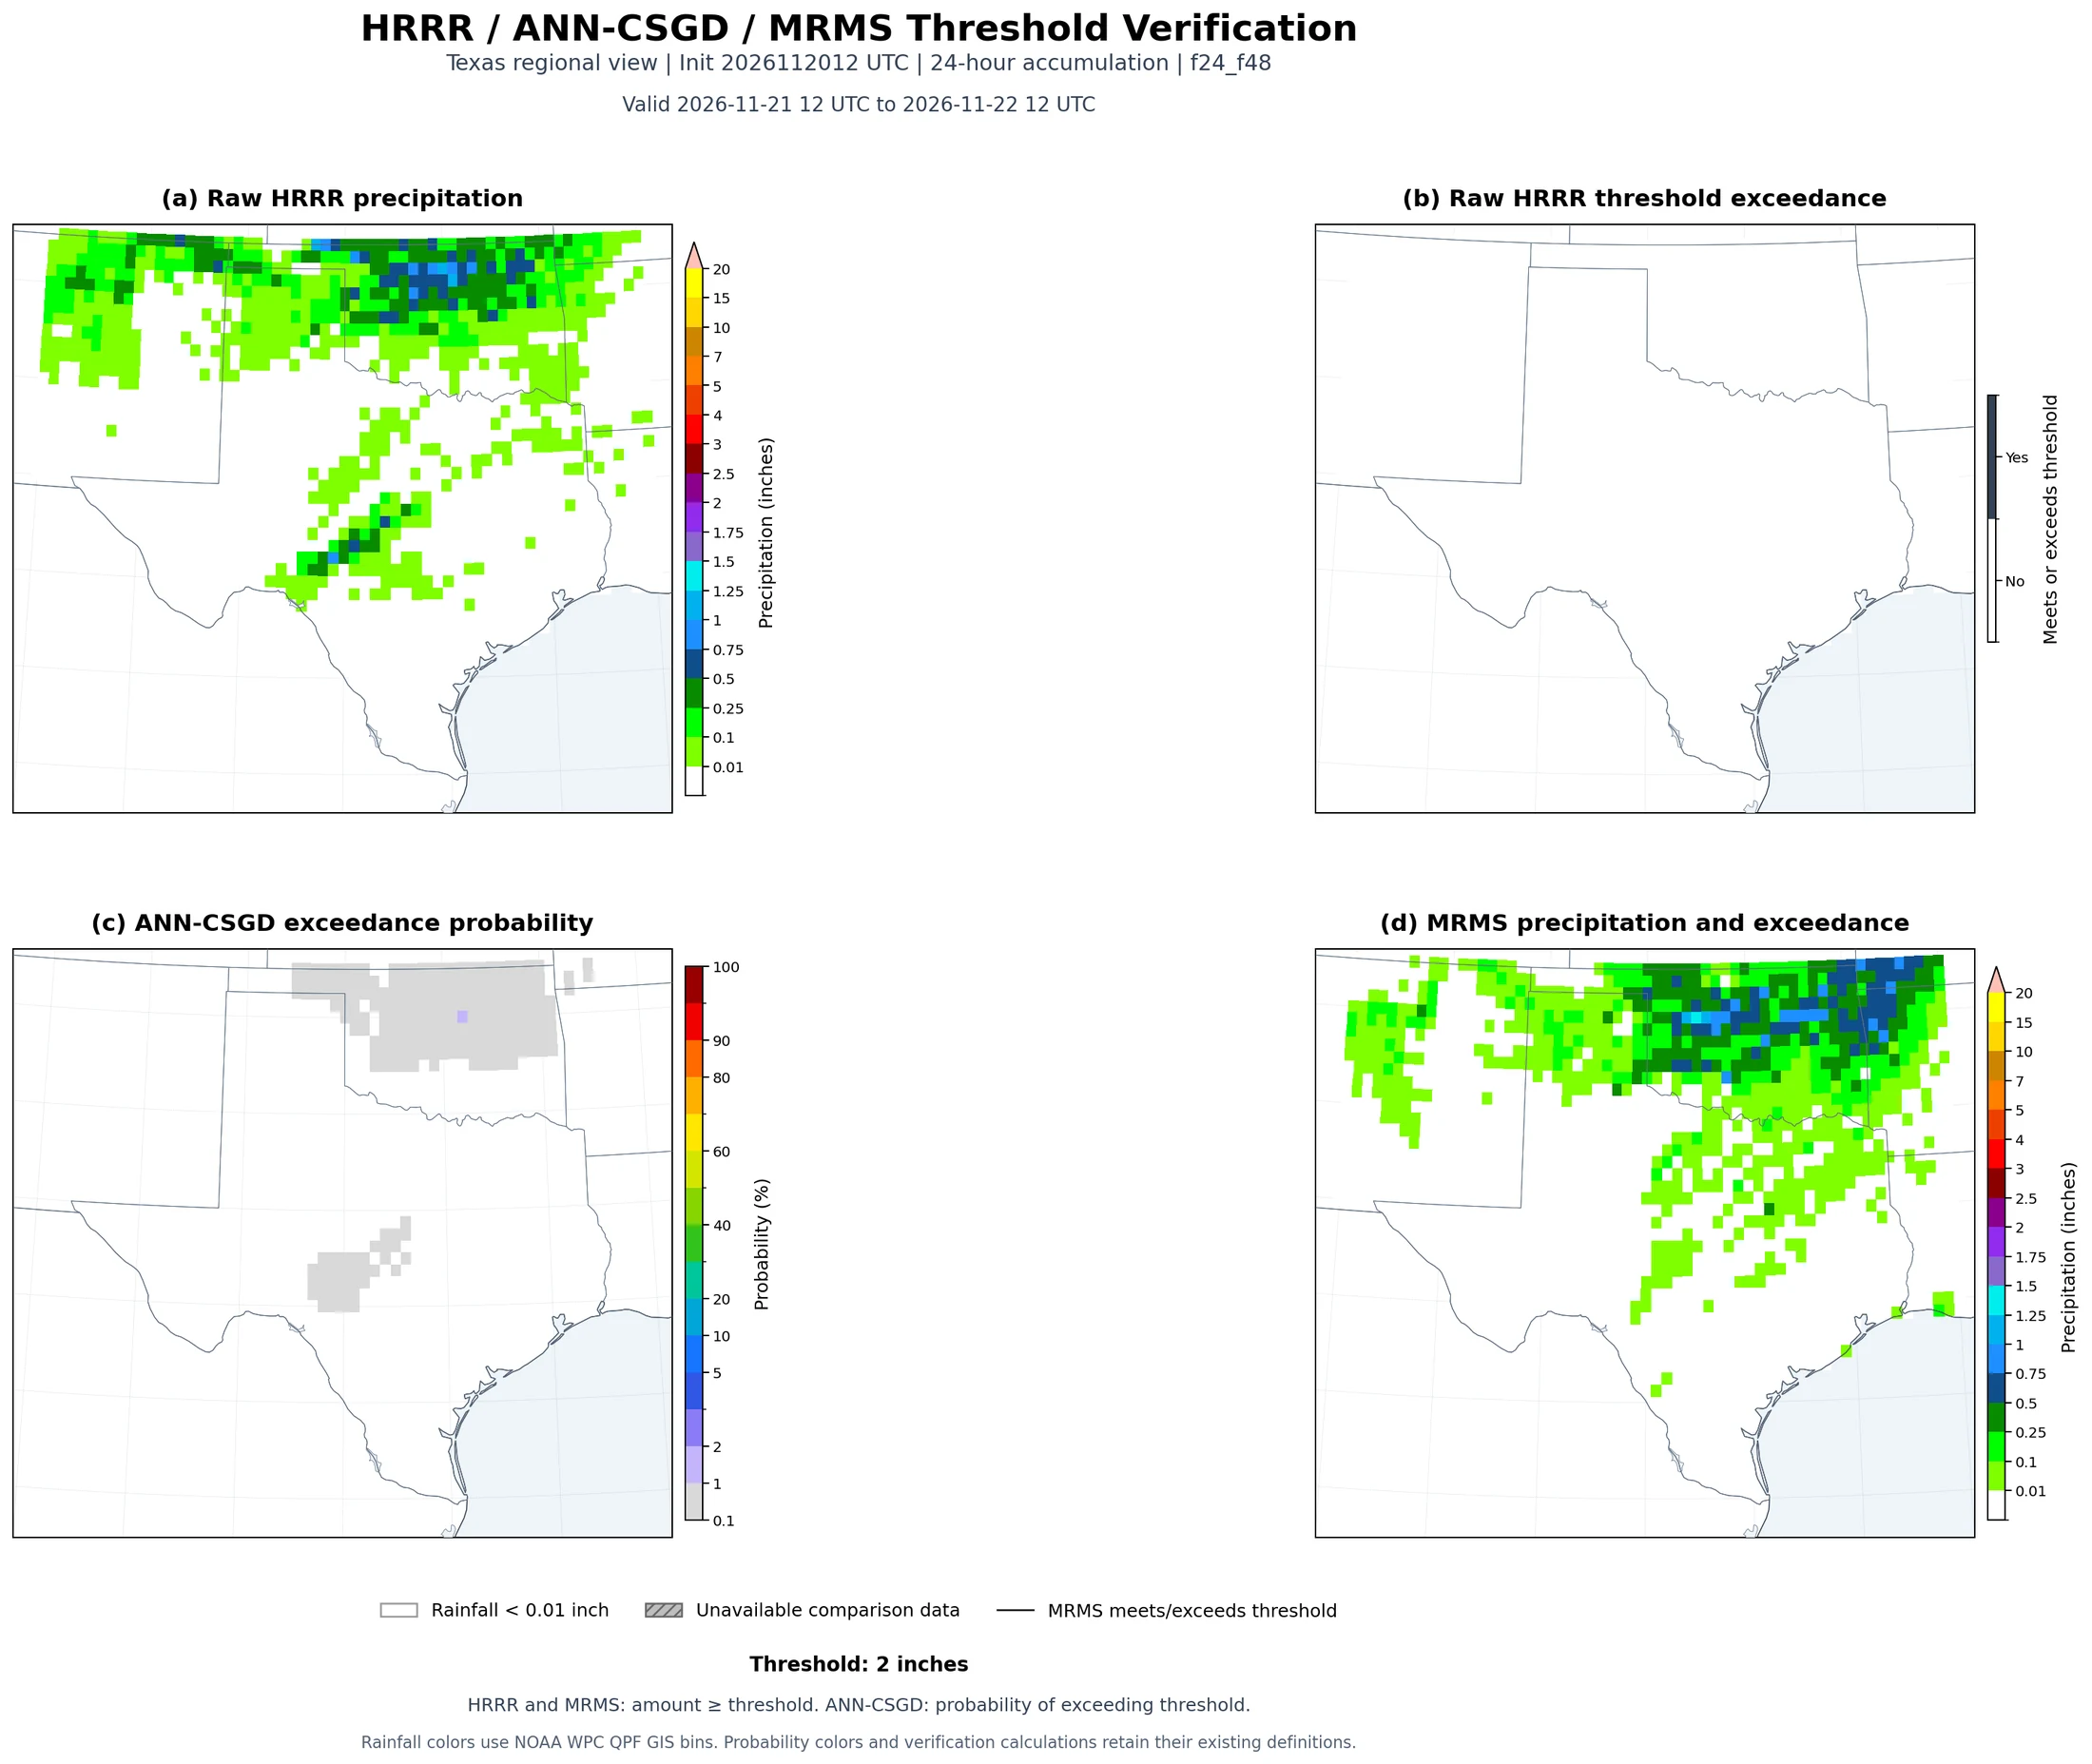 HRRR / ANN-CSGD / MRMS Threshold Verification
Texas regional view | Init 2026112012 UTC | 24-hour accumulation | f24_f48
Valid 2026-11-21 12 UTC to 2026-11-22 12 UTC
(a) Raw HRRR precipitation
20
15
10
7
5
4
3
2.5
2
1.75
1.5
1.25
1
0.75
0.5
0.25
0.1
0.01
Precipitation (inches)
(b) Raw HRRR threshold exceedance
Yes
No
Meets or exceeds threshold
(c) ANN-CSGD exceedance probability
100
90
80
60
40
20
10
5
2
1
0.1
Probability (%)
(d) MRMS precipitation and exceedance
20
15
10
7
5
4
3
2.5
2
1.75
1.5
1.25
1
0.75
0.5
0.25
0.1
0.01
Precipitation (inches)
Rainfall < 0.01 inch
Unavailable comparison data
MRMS meets/exceeds threshold
Threshold: 2 inches
HRRR and MRMS: amount ≥ threshold. ANN-CSGD: probability of exceeding threshold.
Rainfall colors use NOAA WPC QPF GIS bins. Probability colors and verification calculations retain their existing definitions.